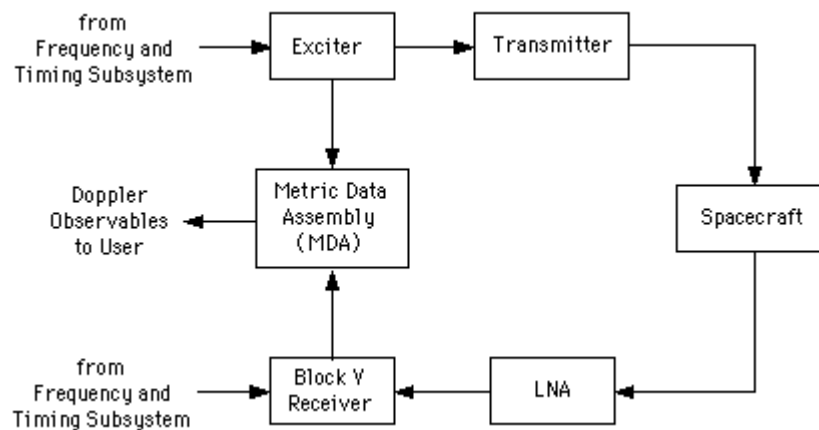 from
Frequency and
Timing Subsystem
Exciter
Transmitter
Doppler
Observables
to User
Metric Data
Assembly
(MDA)
Spacecraft
from
Frequency and
Timing Subsystem
Block V
Receiver
LNA